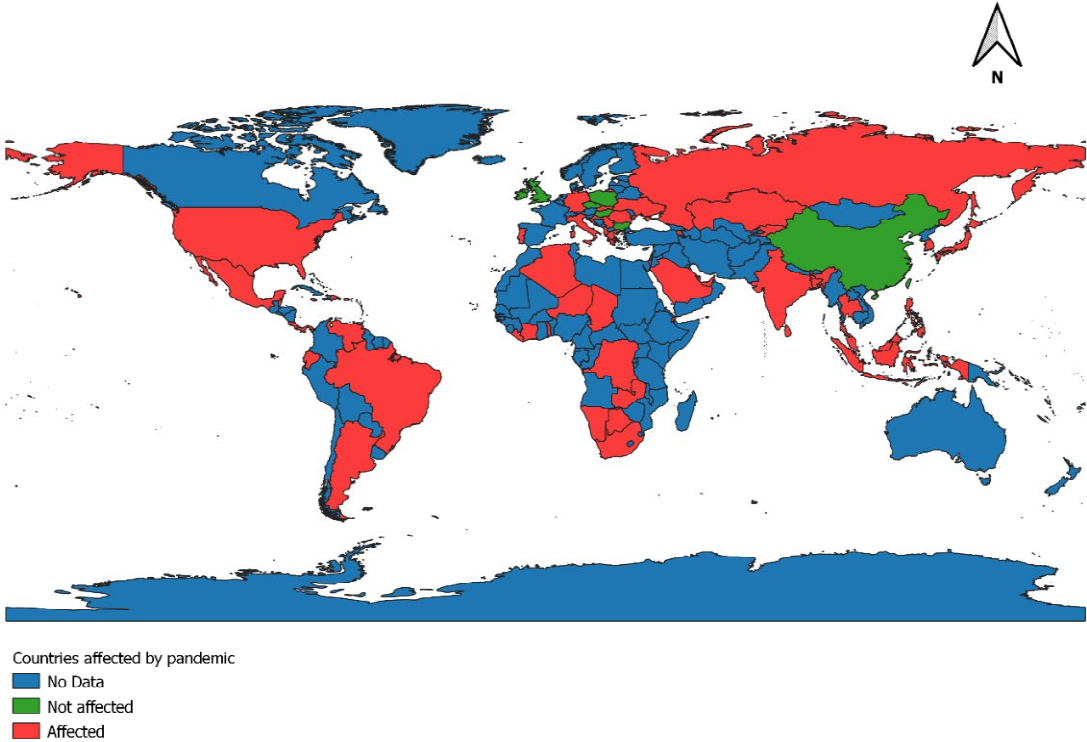 N
Countries affected by pandemic
No Data
Not affected
Affected